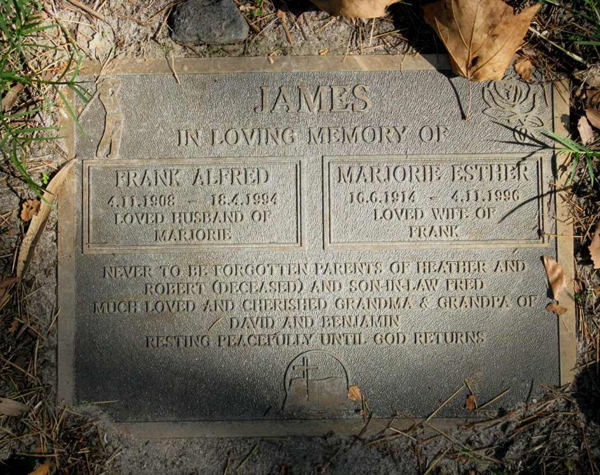 JAMES
IN LOVING MEMORY OF
FRANK ALFRED
4.11.1908 - 18.4.1994
LOVED HUSBAND OF
MARJORIE
MARJORIE ESTHER
16.6.1914 - 4.11.1996
LOVED WIFE OF
FRANK
NEVER TO BE FORGOTTEN PARENTS OF HEATHER AND
ROBERT (DECEASED) AND SON-IN-LAW FRED
MUCH LOVED AND CHERISHED GRANDMA & GRANDPA OF
DAVID AND BENJAMIN
RESTING PEACEFULLY UNTIL GOD RETURNS